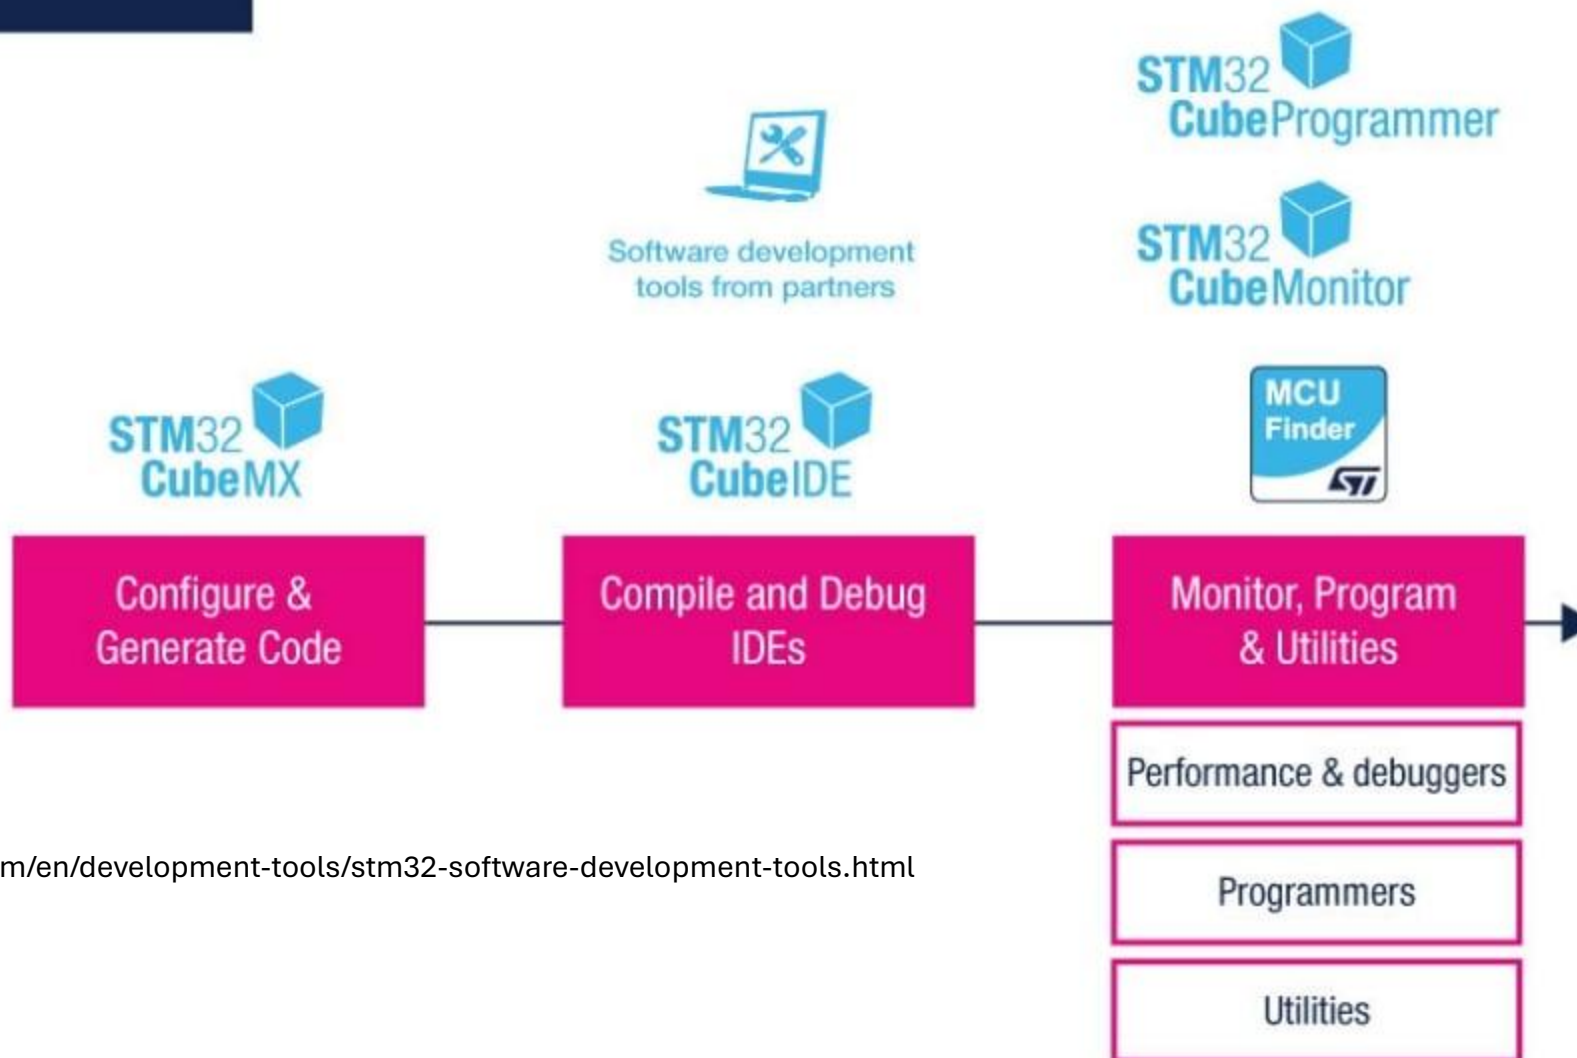 STM32
CubeProgrammer
STM32
CubeMonitor
Software development
tools from partners
STM32
CubeMX
STM32
CubeIDE
MCU
Finder
ST
Configure &
Generate Code
Compile and Debug
IDEs
Monitor, Program
& Utilities
Performance & debuggers
Programmers
Utilities
m/en/development-tools/stm32-software-development-tools.html